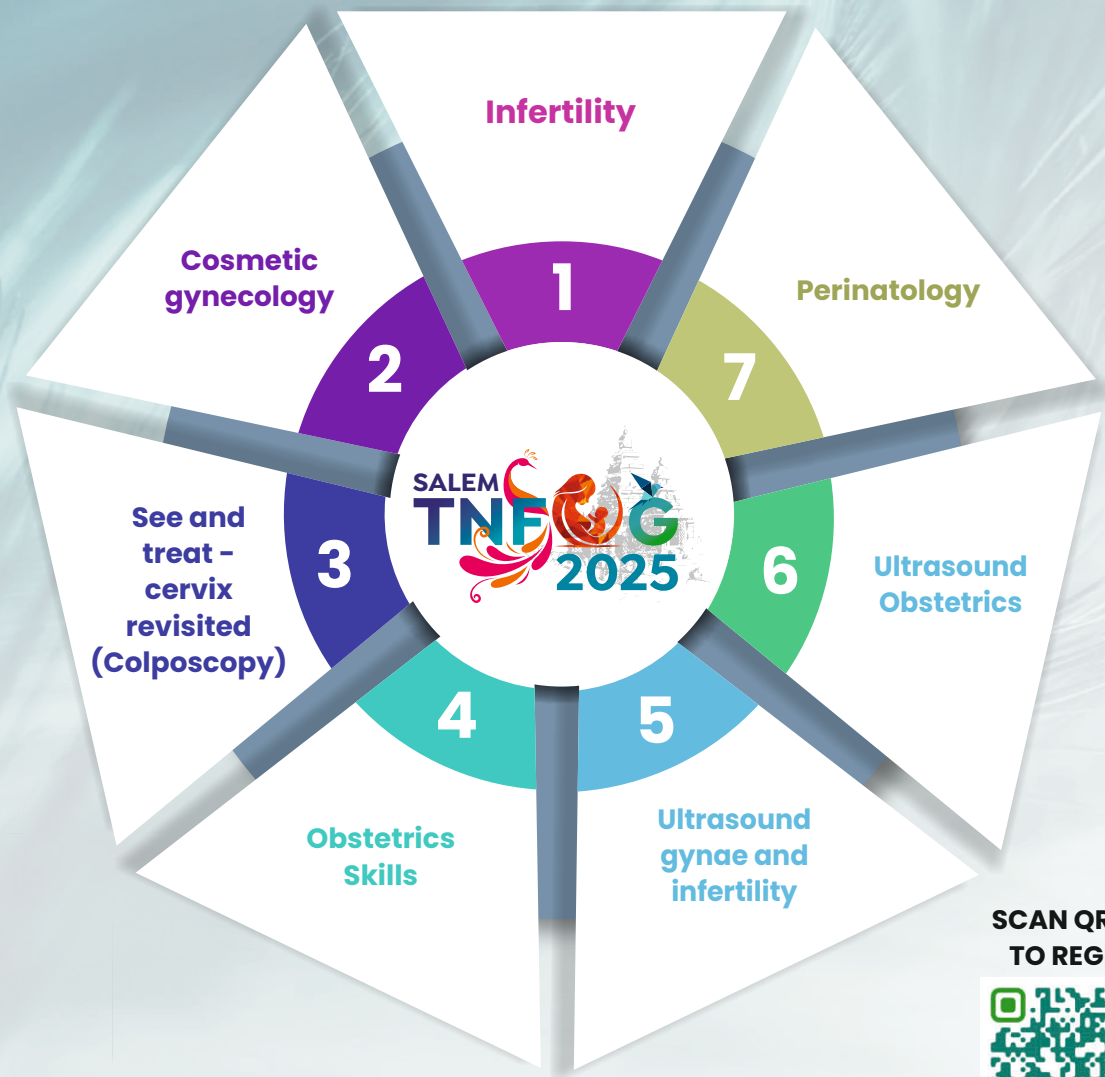 Infertility
1
Cosmetic
gynecology
2
See and
treat -
cervix
revisited
(Colposcopy)
3
Obstetrics
Skills
4
Ultrasound
gynae and
infertility
5
Ultrasound
Obstetrics
6
Perinatology
7
SALEM
TNFOG
2025
SCAN QR
TO REG